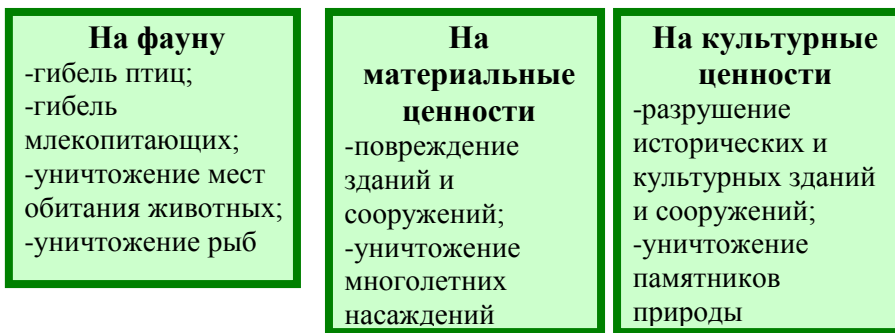 На фауну
-гибель птиц;
-гибель
млекопитающих;
-уничтожение мест
обитания животных;
-уничтожение рыб
На
материальные
ценности
-повреждение
зданий и
сооружений;
-уничтожение
многолетних
насаждений
На культурные
ценности
-разрушение
исторических и
культурных зданий
и сооружений;
-уничтожение
памятников
природы